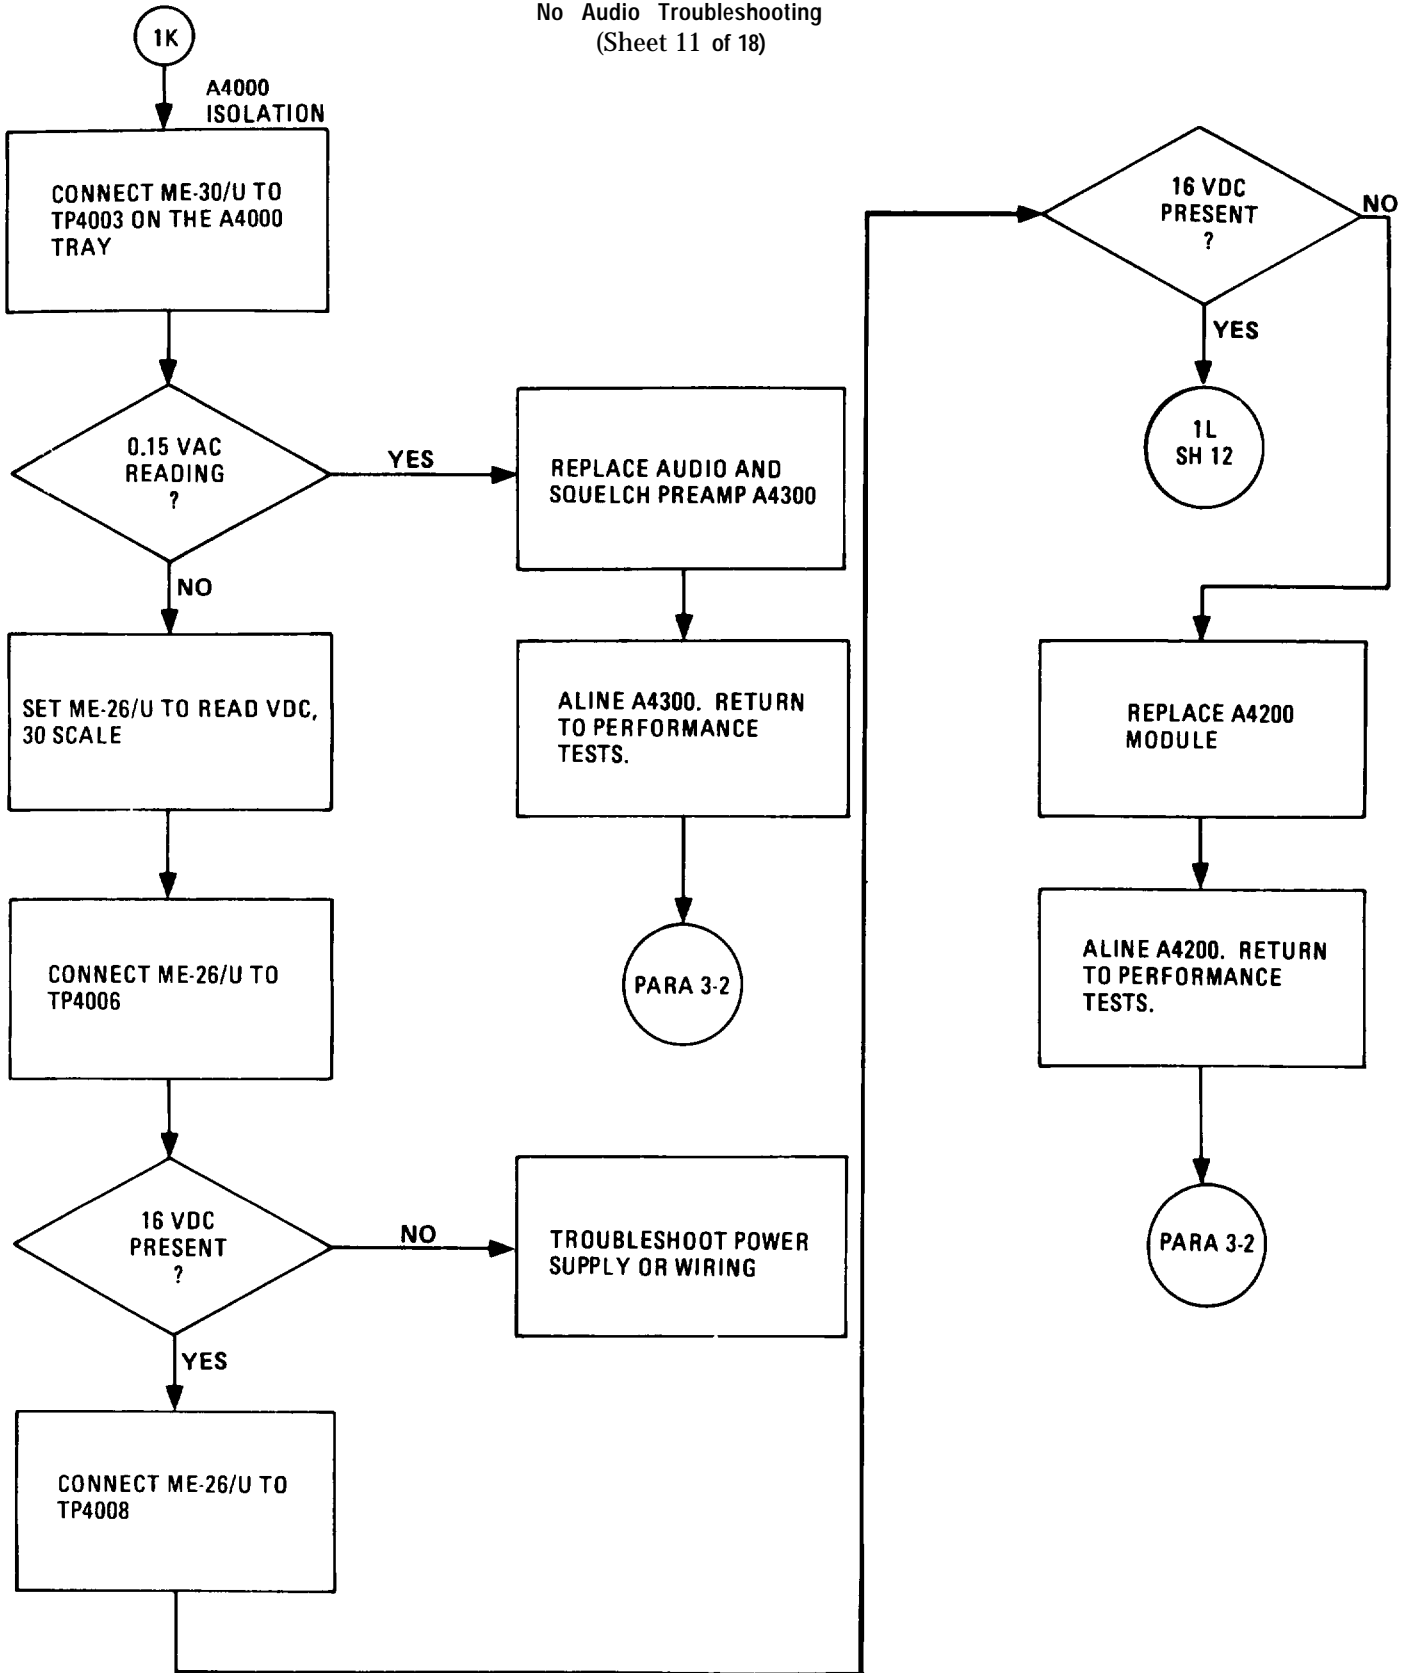 No Audio Troubleshooting
(Sheet 11 of 18)
1K
A4000
ISOLATION
CONNECT ME-30/U TO
TP4003 ON THE A4000
TRAY
0.15 VAC
READING
?
YES
REPLACE AUDIO AND
SQUELCH PREAMP A4300
ALINE A4300. RETURN
TO PERFORMANCE
TESTS.
PARA 3-2
NO
SET ME-26/U TO READ VDC,
30 SCALE
CONNECT ME-26/U TO
TP4006
16 VDC
PRESENT
?
NO
TROUBLESHOOT POWER
SUPPLY OR WIRING
YES
CONNECT ME-26/U TO
TP4008
16 VDC
PRESENT
?
NO
YES
1L
SH 12
REPLACE A4200
MODULE
ALINE A4200. RETURN
TO PERFORMANCE
TESTS.
PARA 3-2